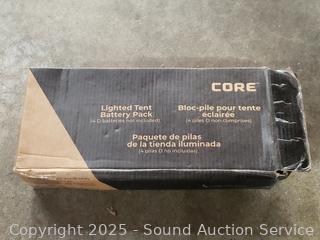 CORE
Lighted Tent
Battery Pack
(4 D batteries not included)
Bloc-pile pour tente
éclairée
(4 piles D non comprises)
Paquete de pilas
de la tienda iluminada
(4 pilas D no incluidas)
Copyright 2025 - Sound Auction Service